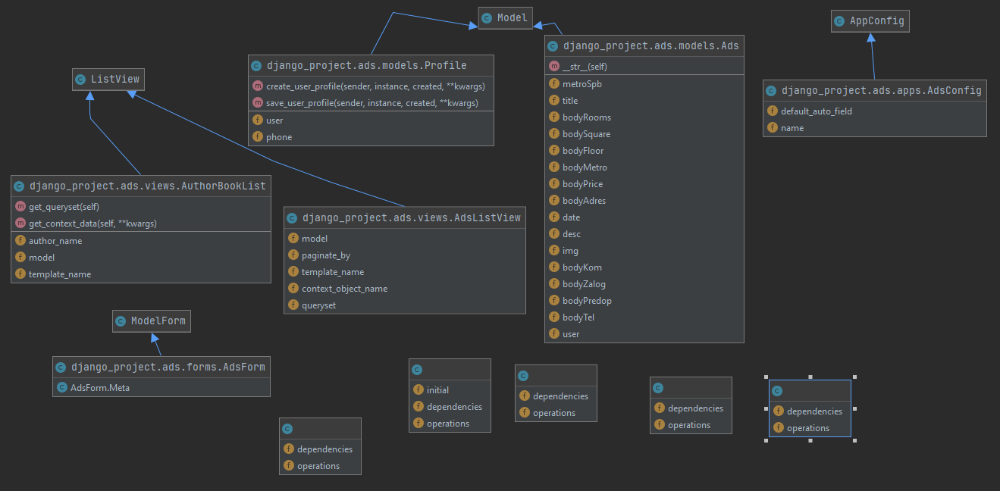 Model
AppConfig
django_project.ads.models.Ads
__str__(self)
metroSpb
title
bodyRooms
bodySquare
bodyFloor
bodyMetro
bodyPrice
bodyAdres
date
desc
img
bodyKom
bodyZalog
bodyPredop
bodyTel
user
django_project.ads.models.Profile
create_user_profile(sender, instance, created, **kwargs)
save_user_profile(sender, instance, created, **kwargs)
user
phone
ListView
django_project.ads.apps.AdsConfig
default_auto_field
name
django_project.ads.views.AuthorBookList
get_queryset(self)
get_context_data(self, **kwargs)
author_name
model
template_name
django_project.ads.views.AdsListView
model
paginate_by
template_name
context_object_name
queryset
ModelForm
django_project.ads.forms.AdsForm
AdsForm.Meta
initial
dependencies
operations
dependencies
operations
dependencies
operations
dependencies
operations
dependencies
operations